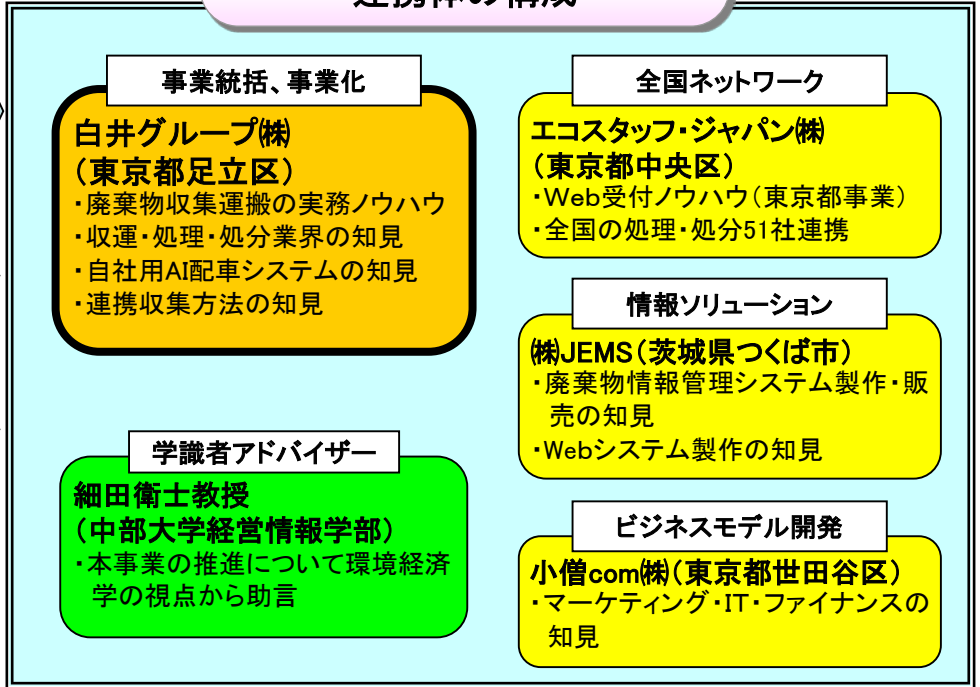 連携体の構成
事業統括、事業化
白井グループ㈱
（東京都足立区）
・廃棄物収集運搬の実務ノウハウ
・収運・処理・処分業界の知見
・自社用AI配車システムの知見
・連携収集方法の知見
学識者アドバイザー
細田衛士教授
（中部大学経営情報学部）
・本事業の推進について環境経済
学の視点から助言
全国ネットワーク
エコスタッフ・ジャパン㈱
（東京都中央区）
・Web受付ノウハウ（東京都事業）
・全国の処理・処分51社連携
情報ソリューション
㈱JEMS（茨城県つくば市）
・廃棄物情報管理システム製作・販
売の知見
・Webシステム製作の知見
ビジネスモデル開発
小僧com㈱（東京都世田谷区）
・マーケティング・IT・ファイナンスの
知見